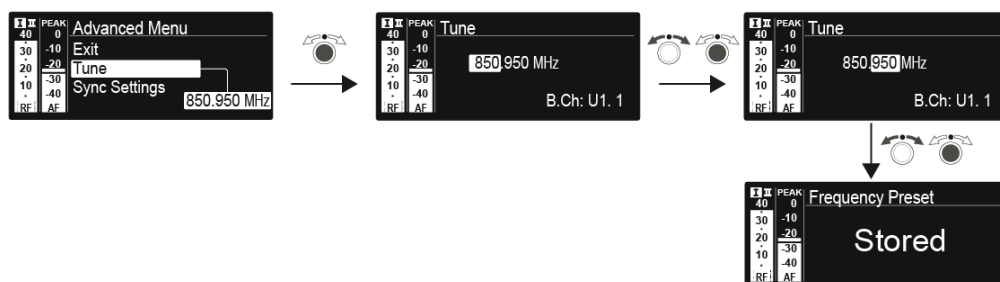 I II PEAK Advanced Menu
40 0
30 -10 Exit
20 -20 Tune
10 -30 Sync Settings
-40 850.950 MHz
RF AF
I II PEAK Tune
40 0
30 -10
20 -20 850.950 MHz
10 -30
-40 B.Ch: U1. 1
RF AF
I II PEAK Tune
40 0
30 -10
20 -20 850.950 MHz
10 -30
-40 B.Ch: U1. 1
RF AF
I II PEAK Frequency Preset
40 0
30 -10
20 -20 Stored
10 -30
-40
RF AF